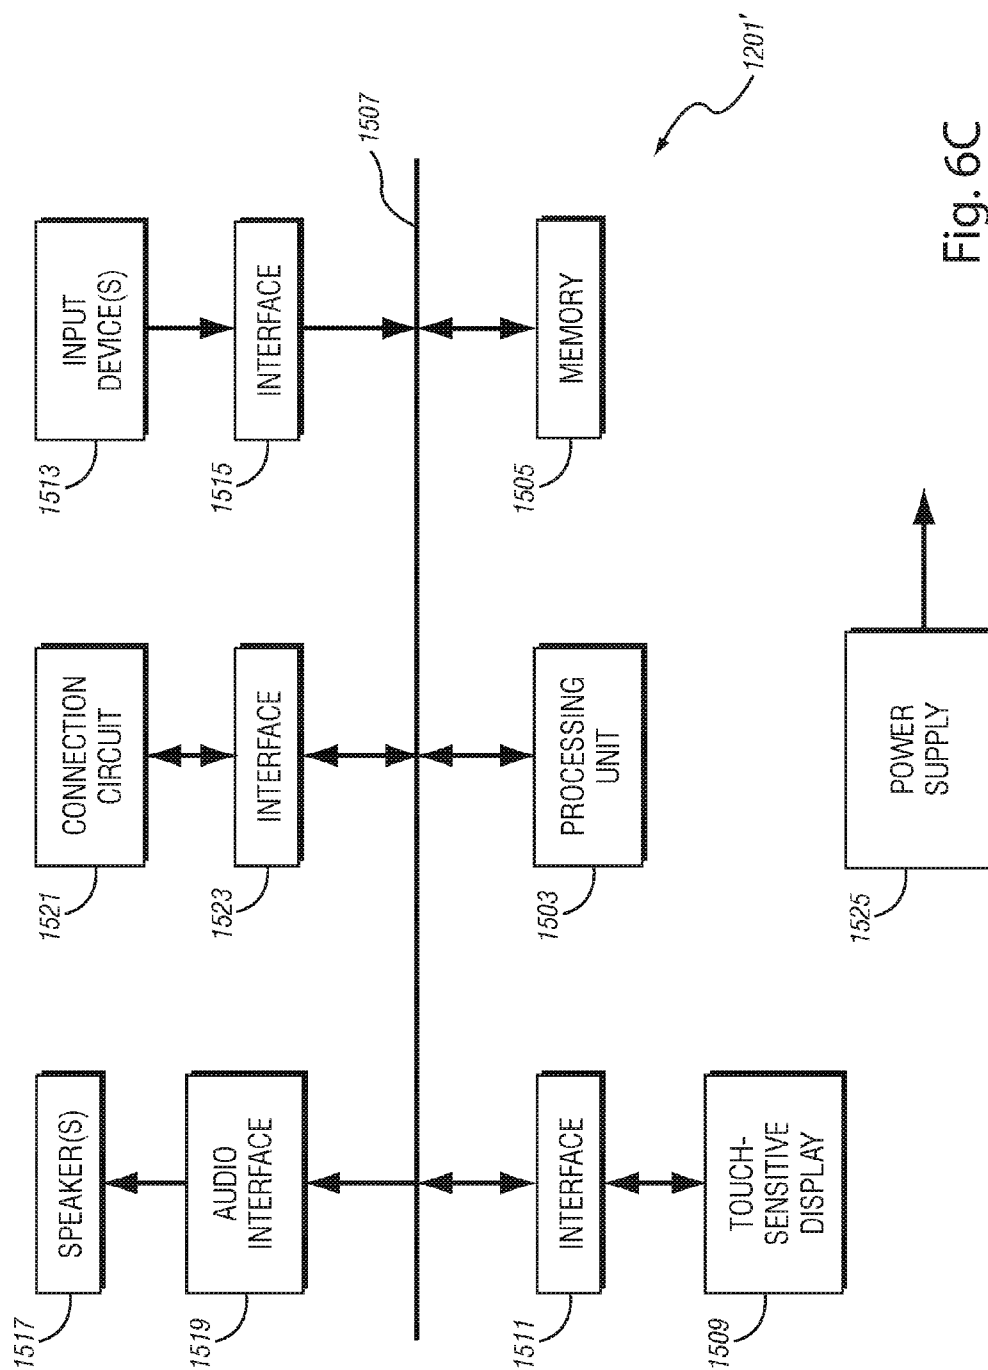 1517
SPEAKER(S)
1519
AUDIO
INTERFACE
1511
INTERFACE
1509
TOUCH-
SENSITIVE
DISPLAY
1521
CONNECTION
CIRCUIT
1523
INTERFACE
1503
PROCESSING
UNIT
1525
POWER
SUPPLY
1513
INPUT
DEVICE(S)
1515
INTERFACE
1507
1505
MEMORY
1201'
Fig. 6C